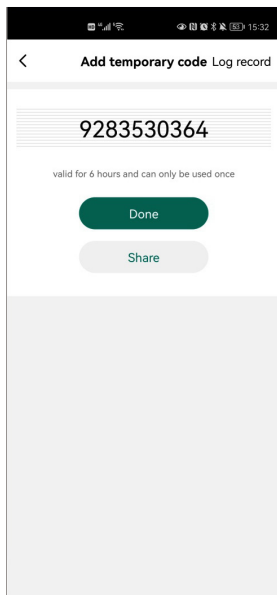 15:32
Add temporary code Log record
9283530364
valid for 6 hours and can only be used once
Done
Share